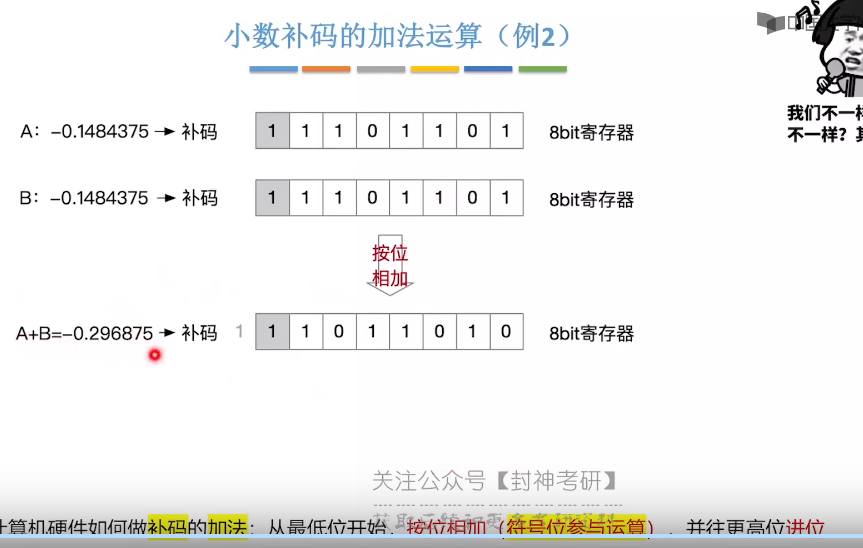 小数补码的加法运算（例2）
我们不一样
不一样？
A：-0.1484375 → 补码 1 1 1 0 1 1 0 1 8bit寄存器
B：-0.1484375 → 补码 1 1 1 0 1 1 0 1 8bit寄存器
按位
相加
A+B=-0.296875 → 补码 1 1 1 0 1 1 0 1 0 8bit寄存器
关注公众号【封神考研】
计算机硬件如何做补码的加法：从最低位开始，按位相加（符号位参与运算），并往更高位进位